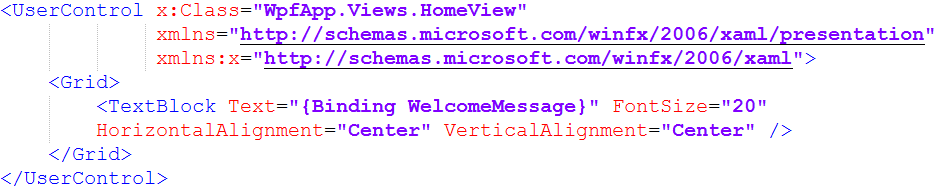 <UserControl x:Class="WpfApp.Views.HomeView"
             xmlns="http://schemas.microsoft.com/winfx/2006/xaml/presentation"
             xmlns:x="http://schemas.microsoft.com/winfx/2006/xaml">
    <Grid>
        <TextBlock Text="{Binding WelcomeMessage}" FontSize="20"
        HorizontalAlignment="Center" VerticalAlignment="Center" />
    </Grid>
</UserControl>